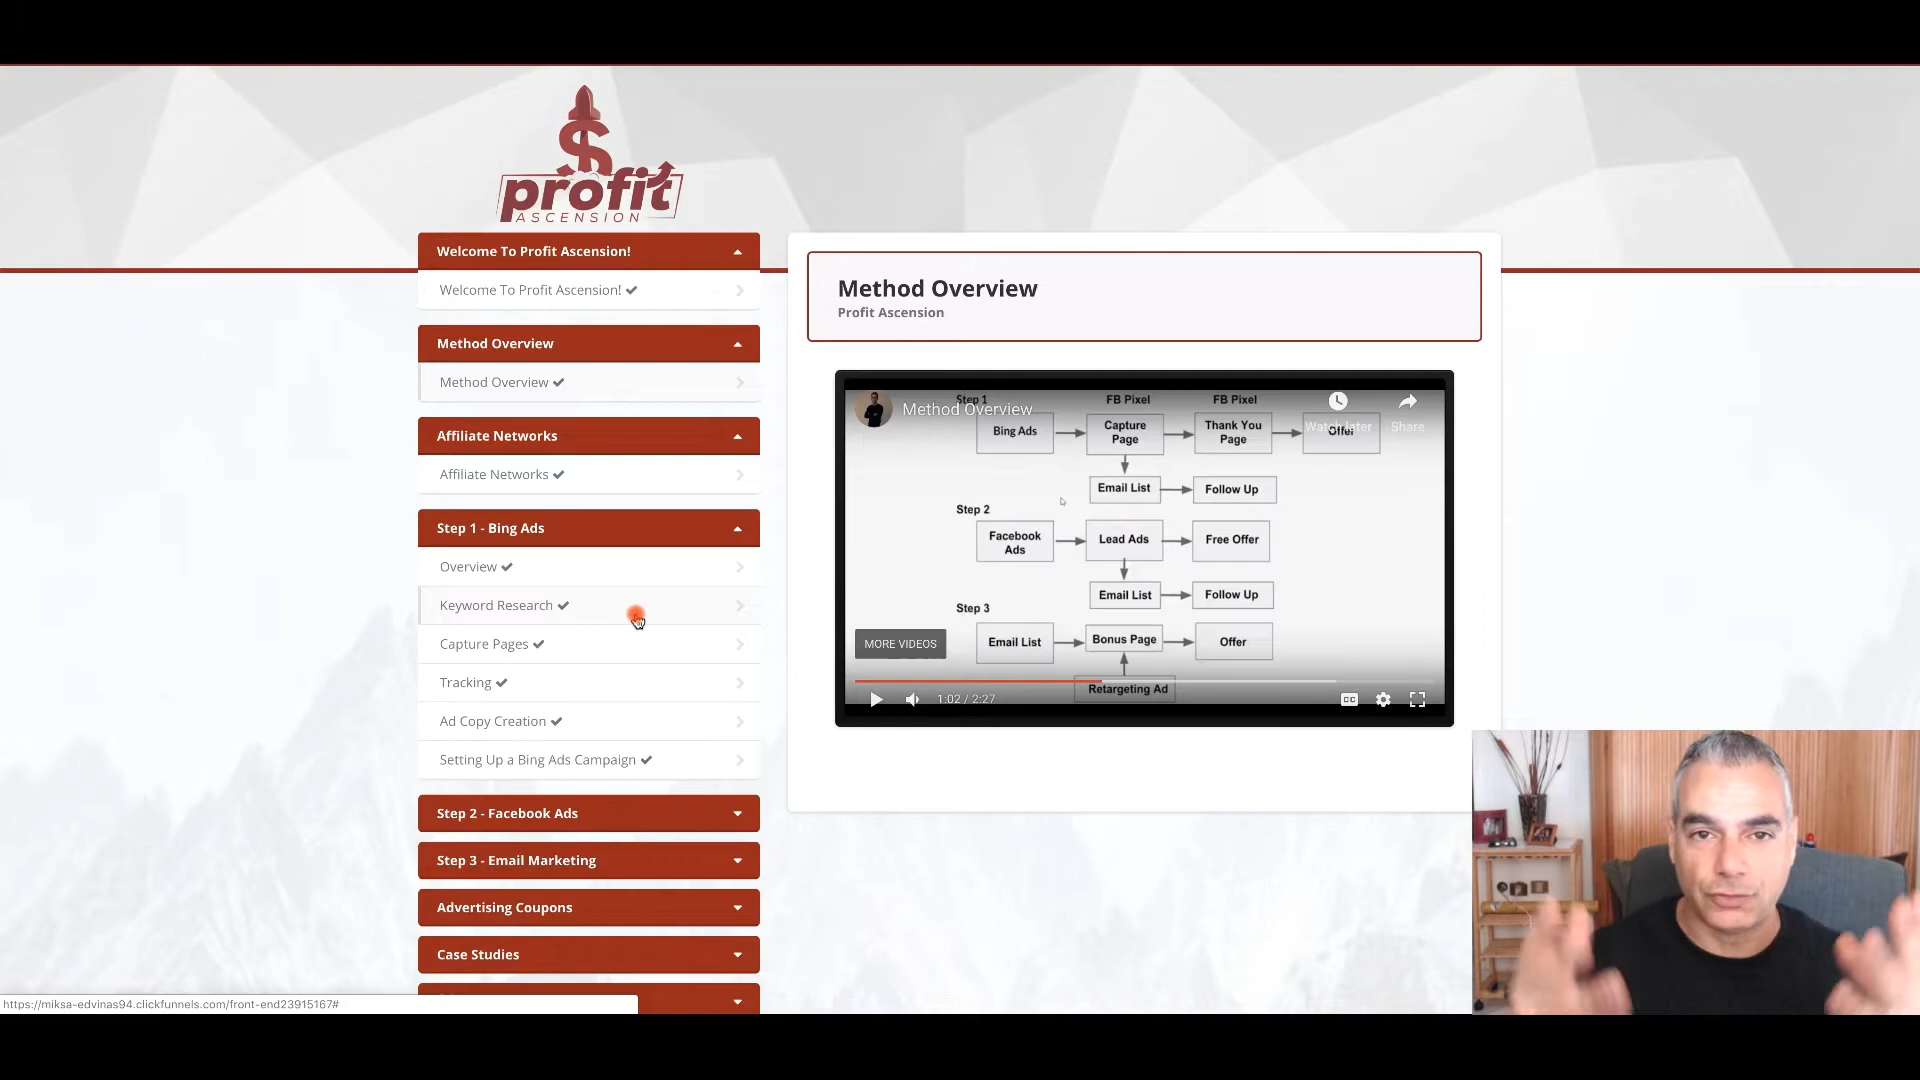 $
profit
ASCENSION
Welcome To Profit Ascension!
Welcome To Profit Ascension!
Method Overview
Method Overview
Affiliate Networks
Affiliate Networks
Step 1 - Bing Ads
Overview
Keyword Research
Capture Pages
Tracking
Ad Copy Creation
Setting Up a Bing Ads Campaign
Step 2 - Facebook Ads
Step 3 - Email Marketing
Advertising Coupons
Case Studies
https://miksa-edvinas94.clickfunnels.com/front-end23915167#
Method Overview
Profit Ascension
Method Overview
Watch later
Share
Step 1
FB Pixel
FB Pixel
Bing Ads
Capture
Page
Thank You
Page
Offer
Email List
Follow Up
Step 2
Facebook
Ads
Lead Ads
Free Offer
Email List
Follow Up
Step 3
Email List
Bonus Page
Offer
Retargeting Ad
MORE VIDEOS
1:02 / 2:27
CC